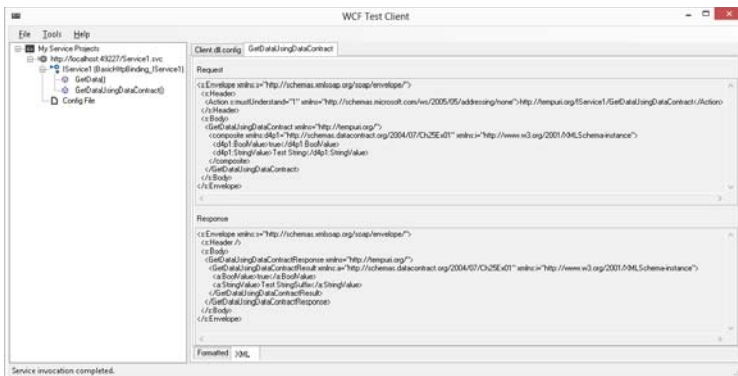 WCF Test Client
File Tools Help
My Service Projects
http://localhost:49227/Service1.svc
IService1 (BasicHttpBinding_IService1)
GetData()
GetDataUsingDataContract()
Config File
Client.dll.config GetDataUsingDataContract
Request
<s:Envelope xmlns:s="http://schemas.xmlsoap.org/soap/envelope/">
<s:Header>
<Action s:mustUnderstand="1" xmlns="http://schemas.microsoft.com/ws/2005/05/addressing/none">http://tempuri.org/IService1/GetDataUsingDataContract</Action>
</s:Header>
<s:Body>
<GetDataUsingDataContract xmlns="http://tempuri.org/">
<composite xmlns:d4p1="http://schemas.datacontract.org/2004/07/Ch25Ex01" xmlns:i="http://www.w3.org/2001/XMLSchema-instance">
<d4p1:BoolValue>true</d4p1:BoolValue>
<d4p1:StringValue>Test String</d4p1:StringValue>
</composite>
</GetDataUsingDataContract>
</s:Body>
</s:Envelope>
Response
<s:Envelope xmlns:s="http://schemas.xmlsoap.org/soap/envelope/">
<s:Header />
<s:Body>
<GetDataUsingDataContractResponse xmlns="http://tempuri.org/">
<GetDataUsingDataContractResult xmlns:a="http://schemas.datacontract.org/2004/07/Ch25Ex01" xmlns:i="http://www.w3.org/2001/XMLSchema-instance">
<a:BoolValue>true</a:BoolValue>
<a:StringValue>Test StringSuffix</a:StringValue>
</GetDataUsingDataContractResult>
</GetDataUsingDataContractResponse>
</s:Body>
</s:Envelope>
Formatted XML
Service invocation completed.